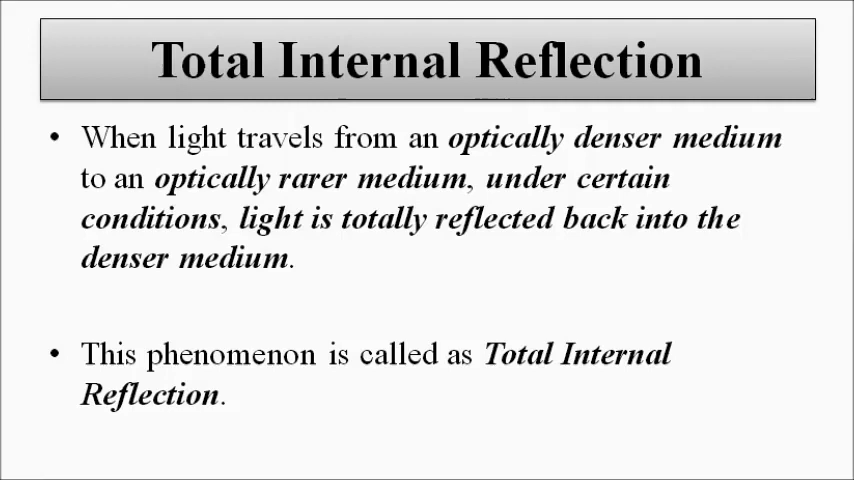 Total Internal Reflection
• When light travels from an optically denser medium
to an optically rarer medium, under certain
conditions, light is totally reflected back into the
denser medium.
• This phenomenon is called as Total Internal
Reflection.